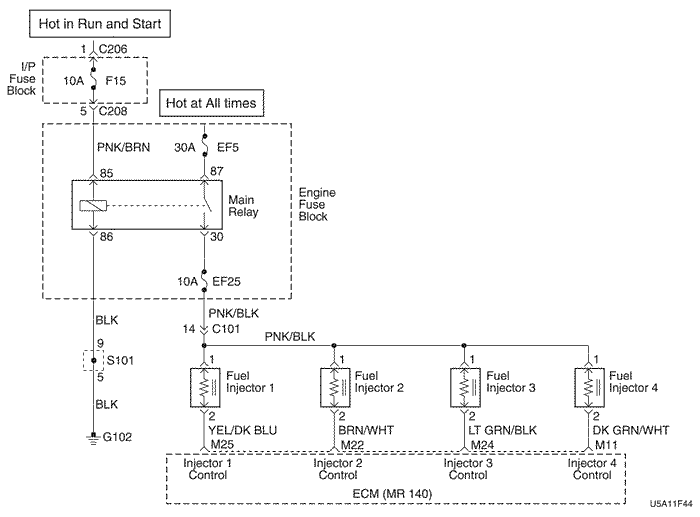 Hot in Run and Start
1 C206
I/P
Fuse
Block
10A F15
5 C208
Hot at All times
PNK/BRN
30A EF5
85
87
Main
Relay
Engine
Fuse
Block
86
30
10A EF25
BLK
PNK/BLK
14 C101
PNK/BLK
9
S101
5
BLK
G102
1
1
1
1
Fuel
Injector 1
Fuel
Injector 2
Fuel
Injector 3
Fuel
Injector 4
2
2
2
2
YEL/DK BLU
BRN/WHT
LT GRN/BLK
DK GRN/WHT
M25
M22
M24
M11
Injector 1
Control
Injector 2
Control
Injector 3
Control
Injector 4
Control
ECM (MR 140)
U5A11F44